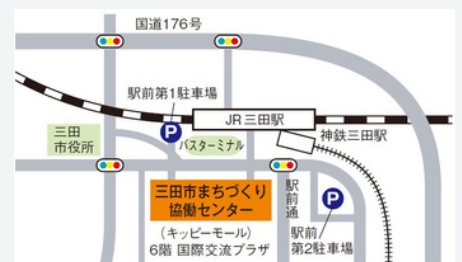 国道176号
駅前第1駐車場
P
JR三田駅
神鉄三田駅
三田
市役所
バスターミナル
三田市まちづくり
協働センター
(キッピーモール)
6階 国際交流プラザ
駅前通
P
駅前
第2駐車場